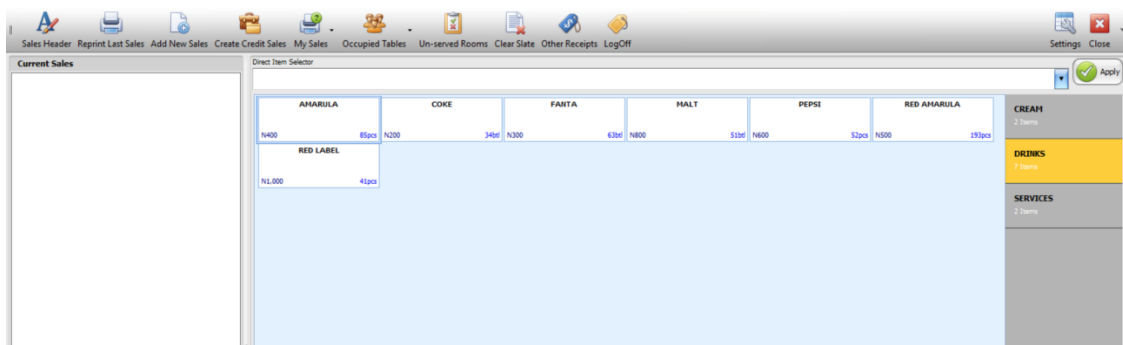 Sales Header Reprint Last Sales Add New Sales Create Credit Sales My Sales Occupied Tables Un-served Rooms Clear Slate Other Receipts LogOff Settings Close
Current Sales
Direct Item Selector
Apply
AMARULA COKE FANTA MALT PEPSI RED AMARULA
N400 85pcs N200 34btl N300 63btl N800 51btl N600 52pcs N500 193pcs
RED LABEL
N1,000 41pcs
CREAM
2 Items
DRINKS
7 Items
SERVICES
2 Items